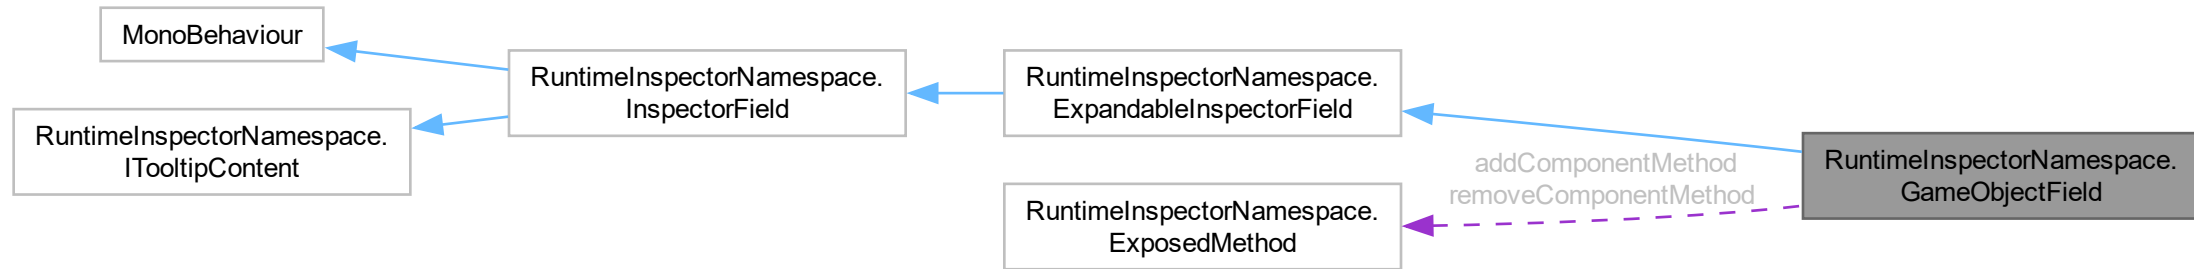 MonoBehaviour
RuntimeInspectorNamespace.
ITooltipContent
RuntimeInspectorNamespace.
InspectorField
RuntimeInspectorNamespace.
ExpandableInspectorField
RuntimeInspectorNamespace.
ExposedMethod
addComponentMethod
removeComponentMethod
RuntimeInspectorNamespace.
GameObjectField